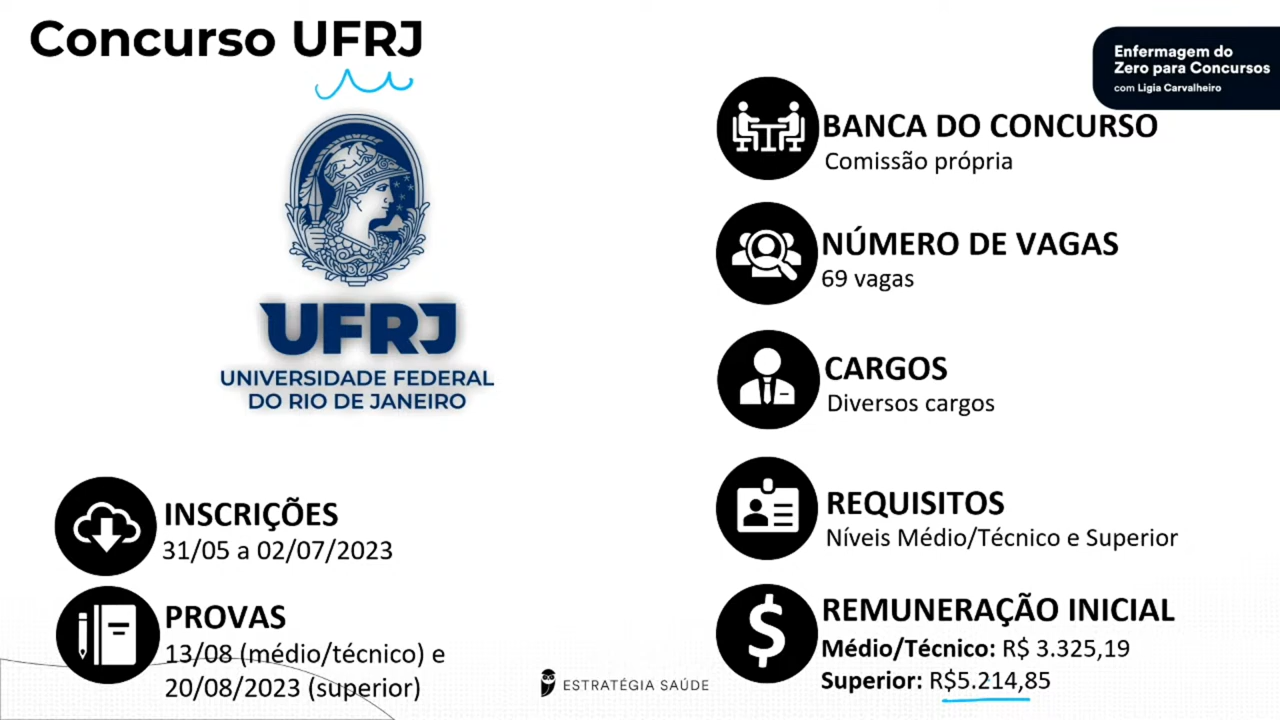 Concurso UFRJ
Enfermagem do
Zero para Concursos
com Ligia Carvalheiro
UFRJ
UNIVERSIDADE FEDERAL
DO RIO DE JANEIRO
INSCRIÇÕES
31/05 a 02/07/2023
PROVAS
13/08 (médio/técnico) e
20/08/2023 (superior)
BANCA DO CONCURSO
Comissão própria
NÚMERO DE VAGAS
69 vagas
CARGOS
Diversos cargos
REQUISITOS
Níveis Médio/Técnico e Superior
REMUNERAÇÃO INICIAL
Médio/Técnico: R$ 3.325,19
Superior: R$5.214,85
ESTRATÉGIA SAÚDE